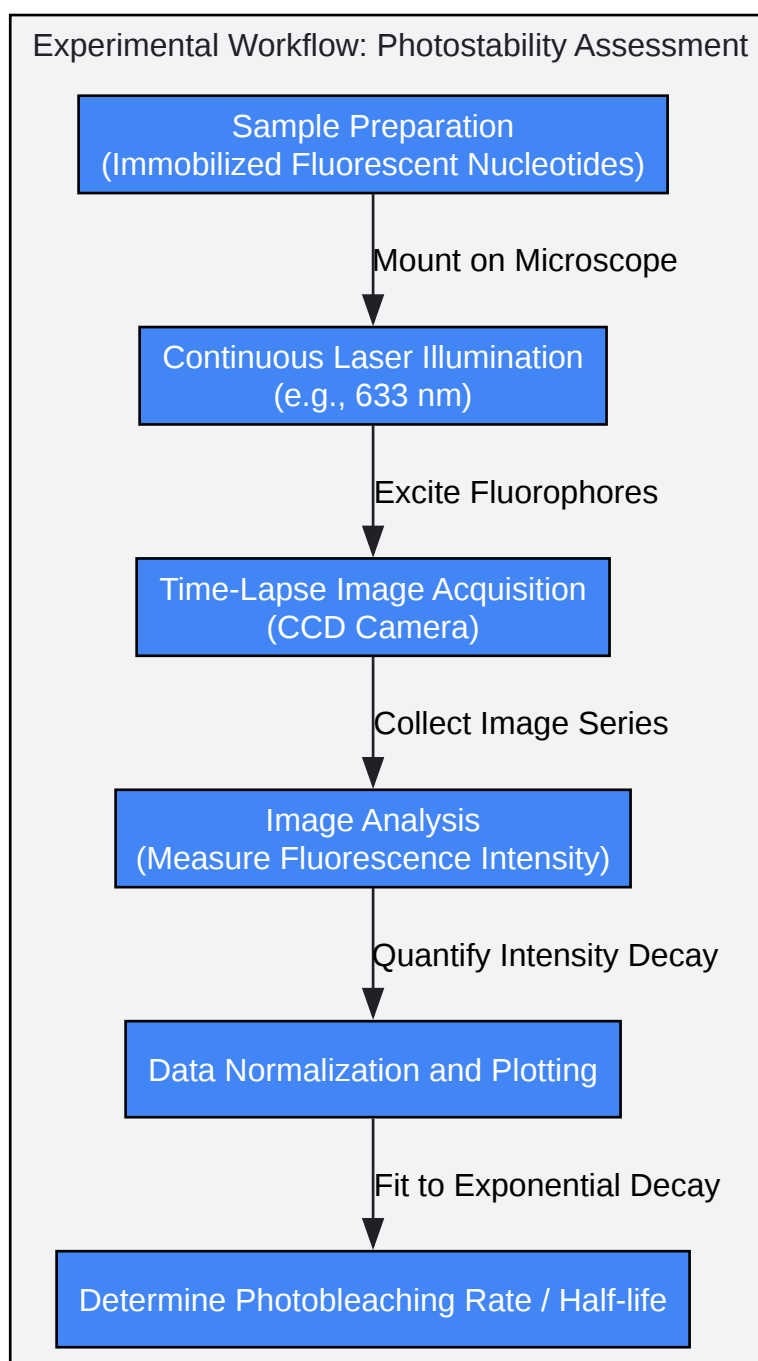 Experimental Workflow: Photostability Assessment
Sample Preparation
(Immobilized Fluorescent Nucleotides)
Mount on Microscope
Continuous Laser Illumination
(e.g., 633 nm)
Excite Fluorophores
Time-Lapse Image Acquisition
(CCD Camera)
Collect Image Series
Image Analysis
(Measure Fluorescence Intensity)
Quantify Intensity Decay
Data Normalization and Plotting
Fit to Exponential Decay
Determine Photobleaching Rate / Half-life